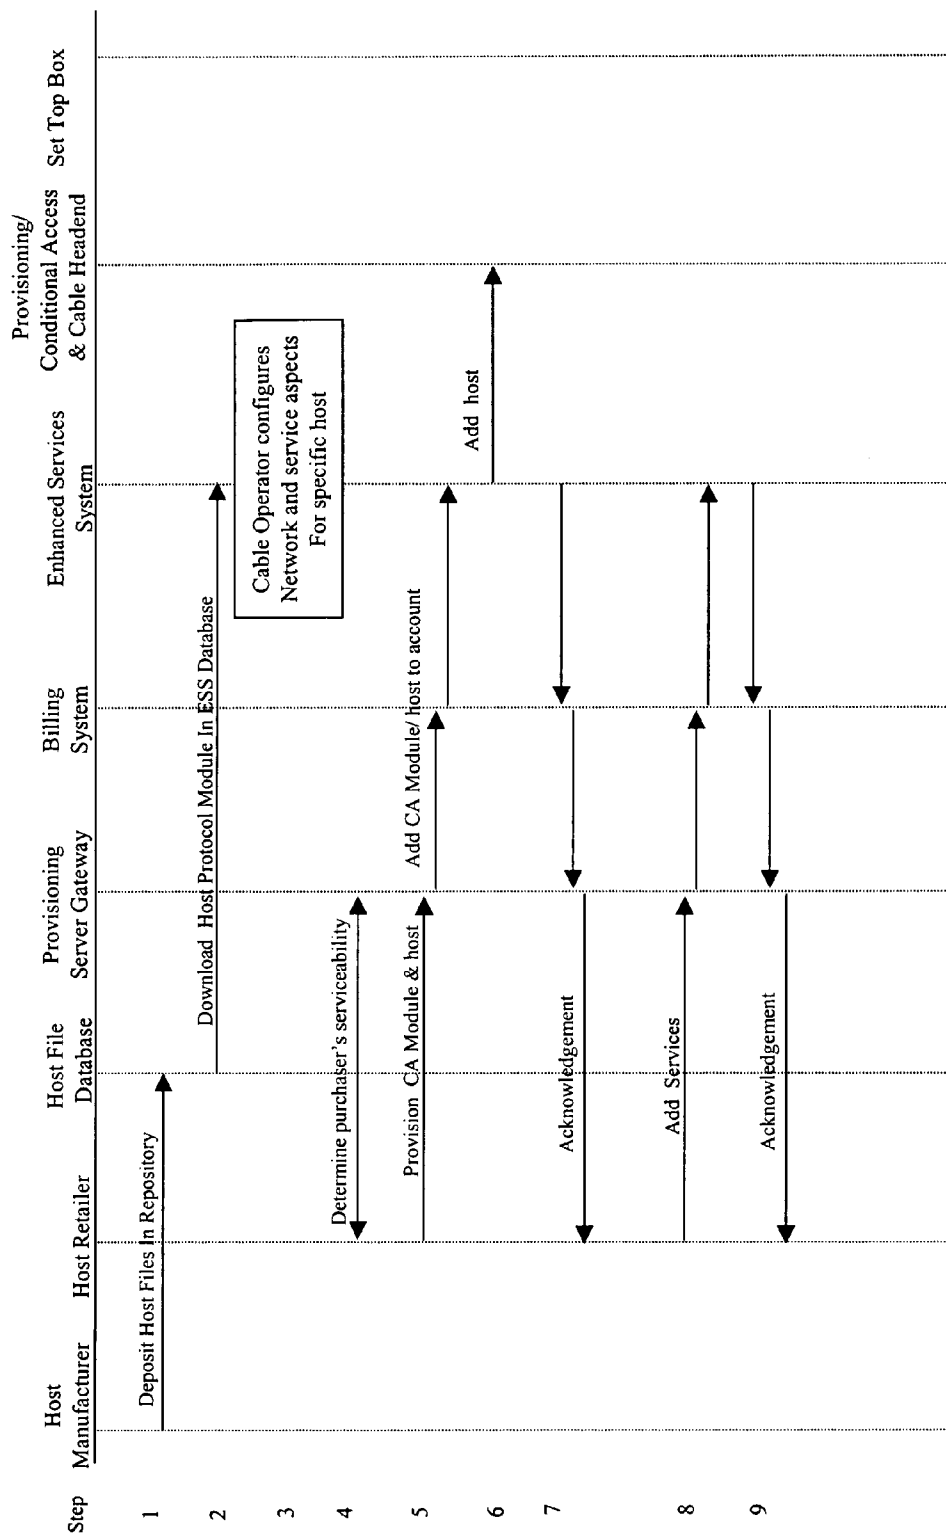 Step
Host
Manufacturer
Host Retailer
Host File
Database
Provisioning
Server Gateway
Billing
System
Enhanced Services
System
Provisioning/
Conditional Access
& Cable Headend
Set Top Box
1
Deposit Host Files In Repository
2
Download Host Protocol Module In ESS Database
3
Cable Operator configures
Network and service aspects
For specific host
4
Determine purchaser's serviceability
5
Provision CA Module & host
Add CA Module/ host to account
6
Add host
7
Acknowledgement
8
Add Services
9
Acknowledgement